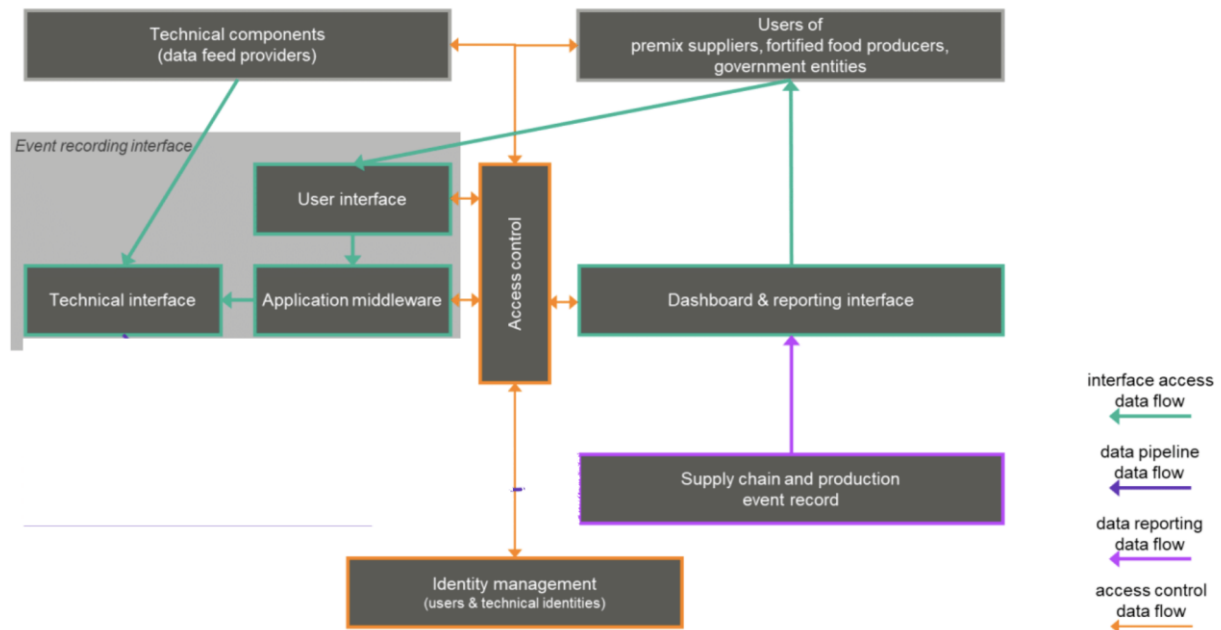 Technical components
(data feed providers)
Users of
premix suppliers, fortified food producers,
government entities
Event recording interface
User interface
Access control
Technical interface
Application middleware
Dashboard & reporting interface
Supply chain and production
event record
Identity management
(users & technical identities)
interface access
data flow
data pipeline
data flow
data reporting
data flow
access control
data flow